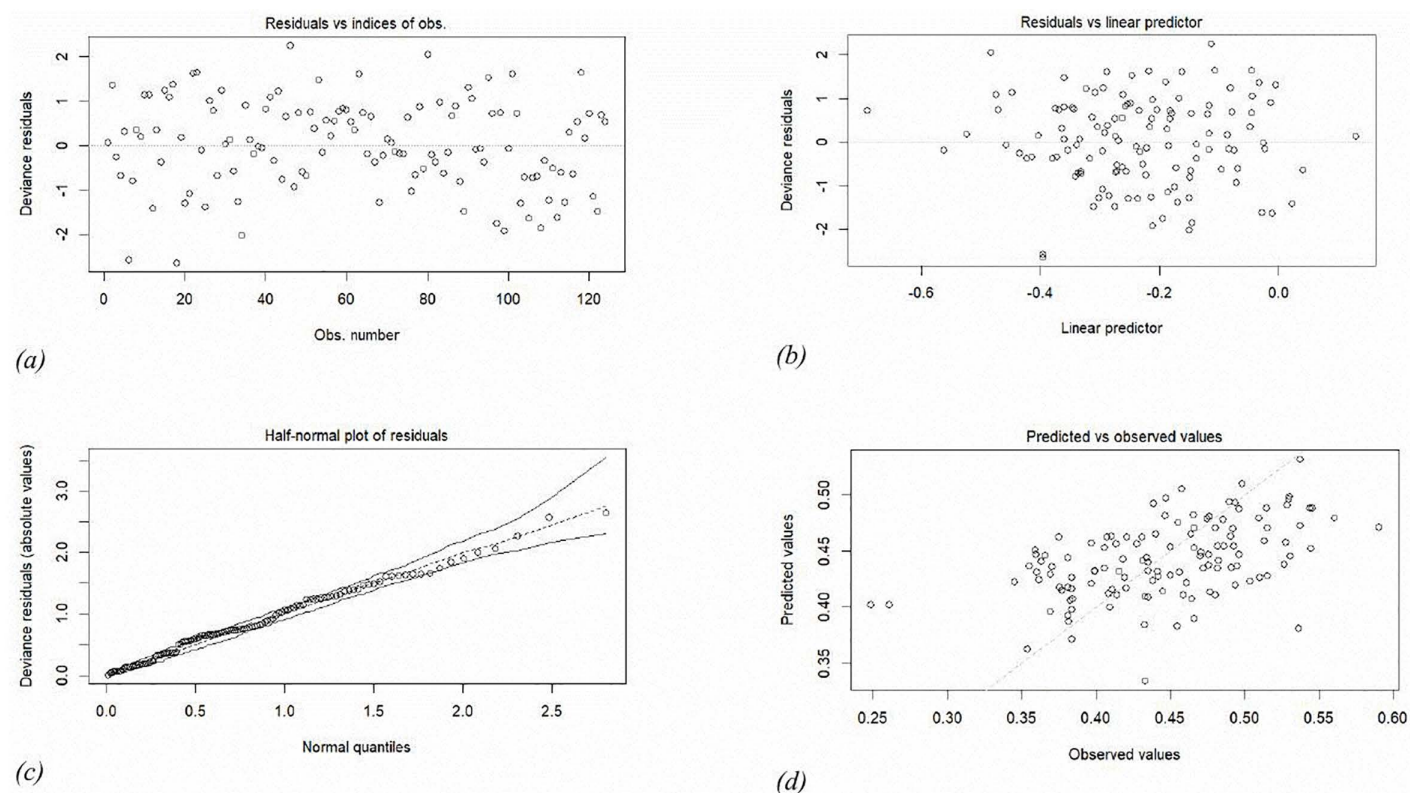 Residuals vs indices of obs.
Deviance residuals
2
1
0
-1
-2
0 20 40 60 80 100 120
Obs. number
(a)
Residuals vs linear predictor
Deviance residuals
2
1
0
-1
-2
-0.6 -0.4 -0.2 0.0
Linear predictor
(b)
Half-normal plot of residuals
Deviance residuals (absolute values)
3.0
2.0
1.0
0.0
0.0 0.5 1.0 1.5 2.0 2.5
Normal quantiles
(c)
Predicted vs observed values
Predicted values
0.50
0.45
0.40
0.35
0.25 0.30 0.35 0.40 0.45 0.50 0.55 0.60
Observed values
(d)